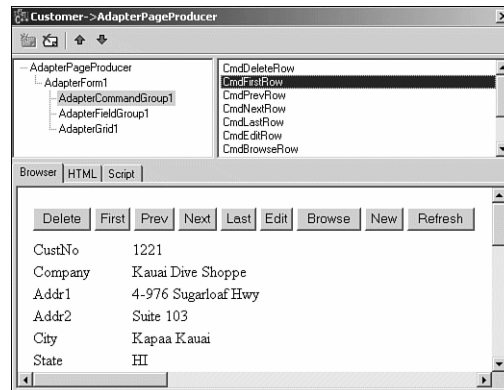 Customer->AdapterPageProducer
AdapterPageProducer
AdapterForm1
AdapterCommandGroup1
AdapterFieldGroup1
AdapterGrid1
CmdDeleteRow
CmdFirstRow
CmdPrevRow
CmdNextRow
CmdLastRow
CmdEditRow
CmdBrowseRow
Browser HTML Script
Delete First Prev Next Last Edit Browse New Refresh
CustNo 1221
Company Kauai Dive Shoppe
Addr1 4-976 Sugarloaf Hwy
Addr2 Suite 103
City Kapaa Kauai
State HI